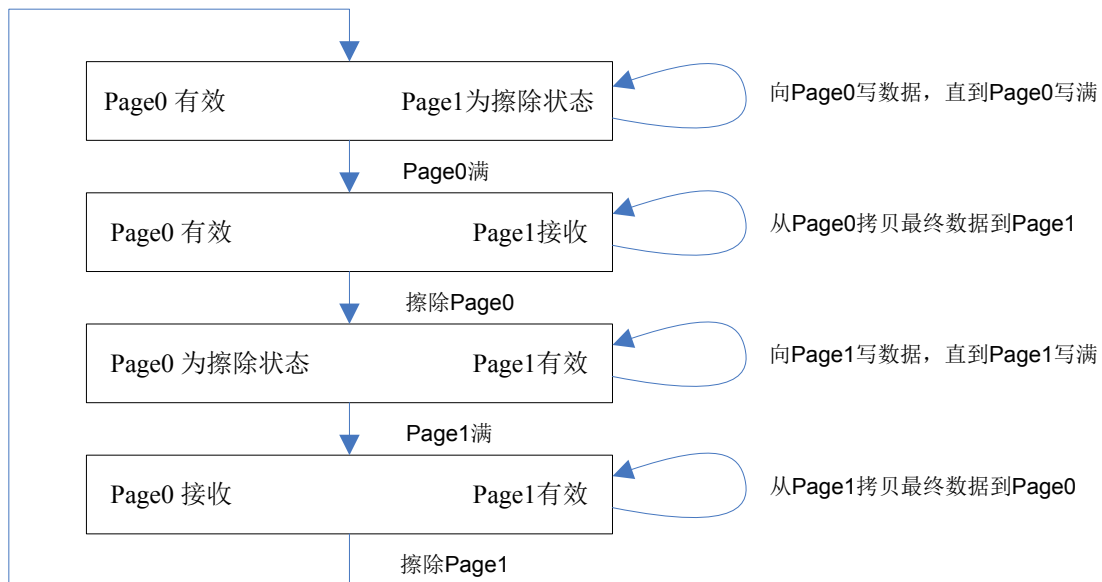 Page0 有效 Page1为擦除状态
向Page0写数据，直到Page0写满
Page0满
Page0 有效 Page1接收
从Page0拷贝最终数据到Page1
擦除Page0
Page0 为擦除状态 Page1有效
向Page1写数据，直到Page1写满
Page1满
Page0 接收 Page1有效
从Page1拷贝最终数据到Page0
擦除Page1